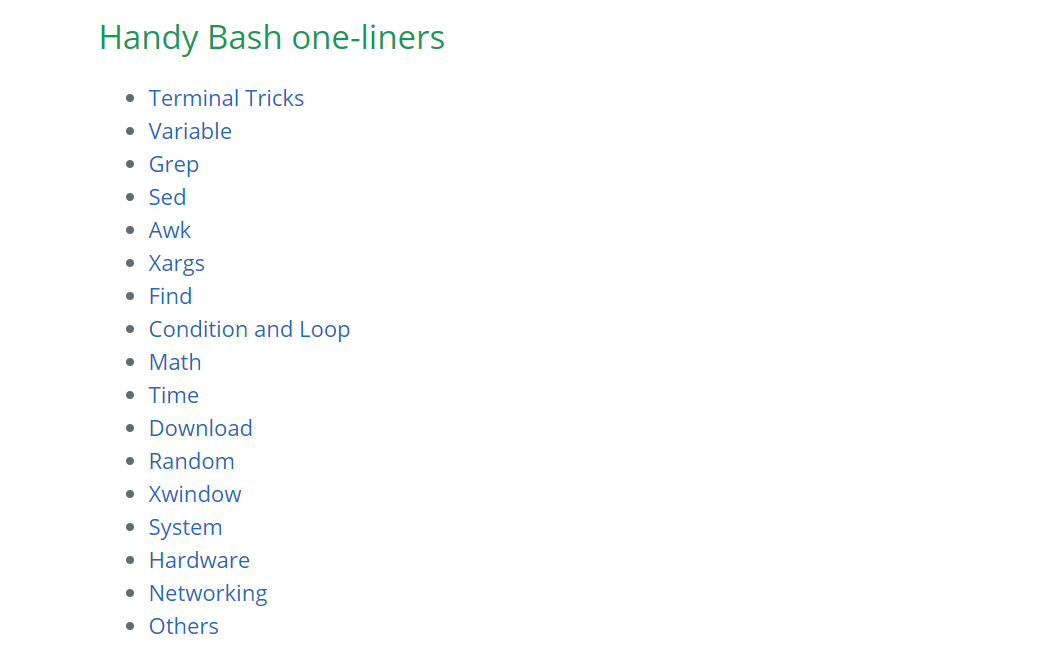 Handy Bash one-liners
Terminal Tricks
Variable
Grep
Sed
Awk
Xargs
Find
Condition and Loop
Math
Time
Download
Random
Xwindow
System
Hardware
Networking
Others